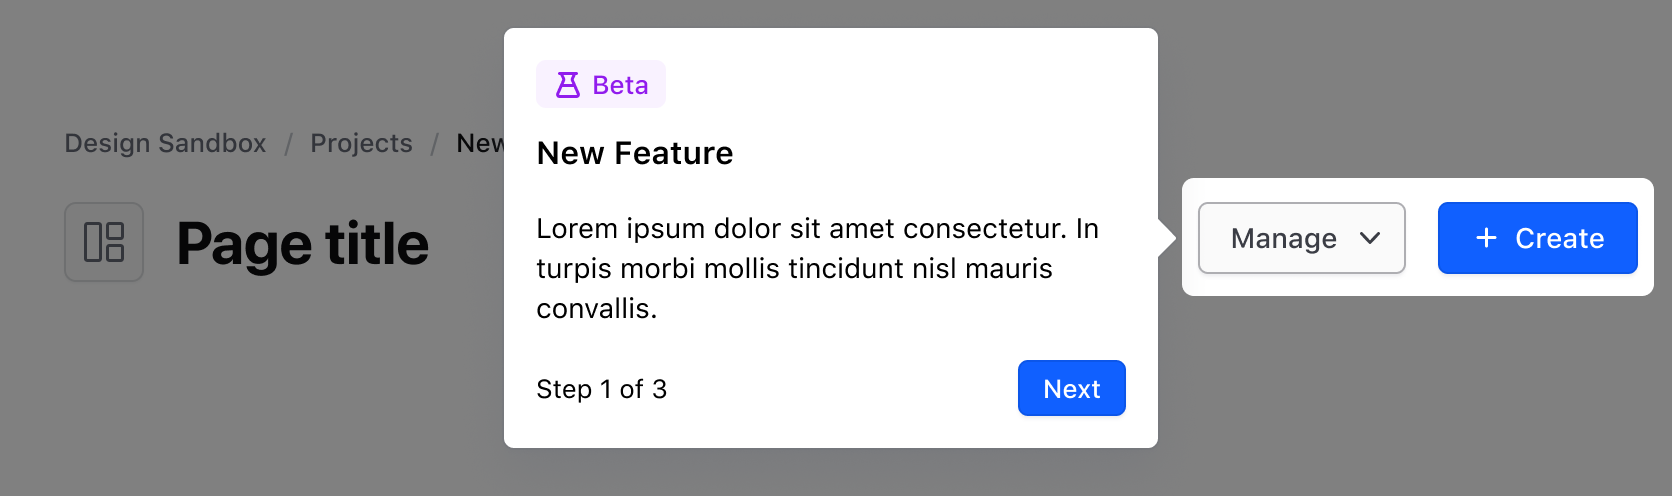 Beta
Design Sandbox / Projects / New
New Feature
Page title
Lorem ipsum dolor sit amet consectetur. In
turpis morbi mollis tincidunt nisl mauris
convallis.
Step 1 of 3
Next
Manage
+ Create